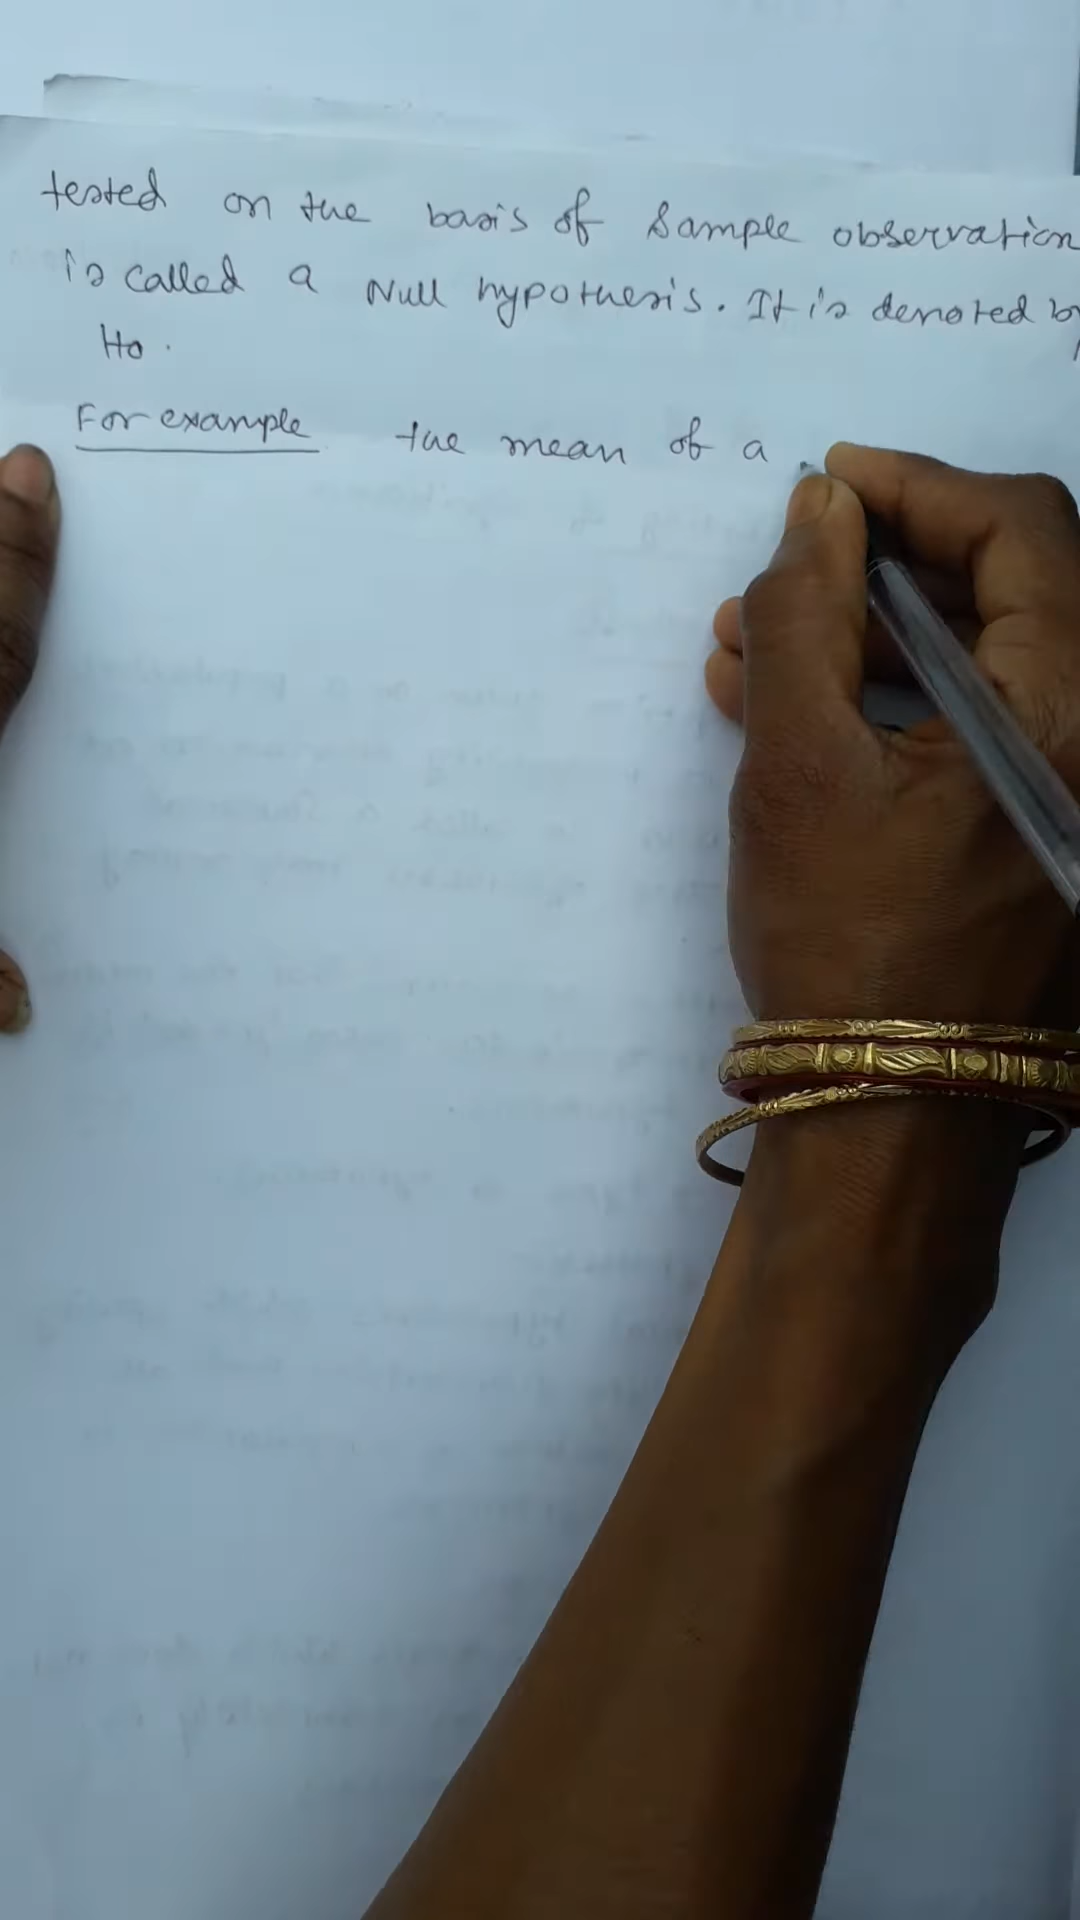 tested on the basis of sample observation
is called a Null hypothesis. It is denoted by
Ho.
For example the mean of a